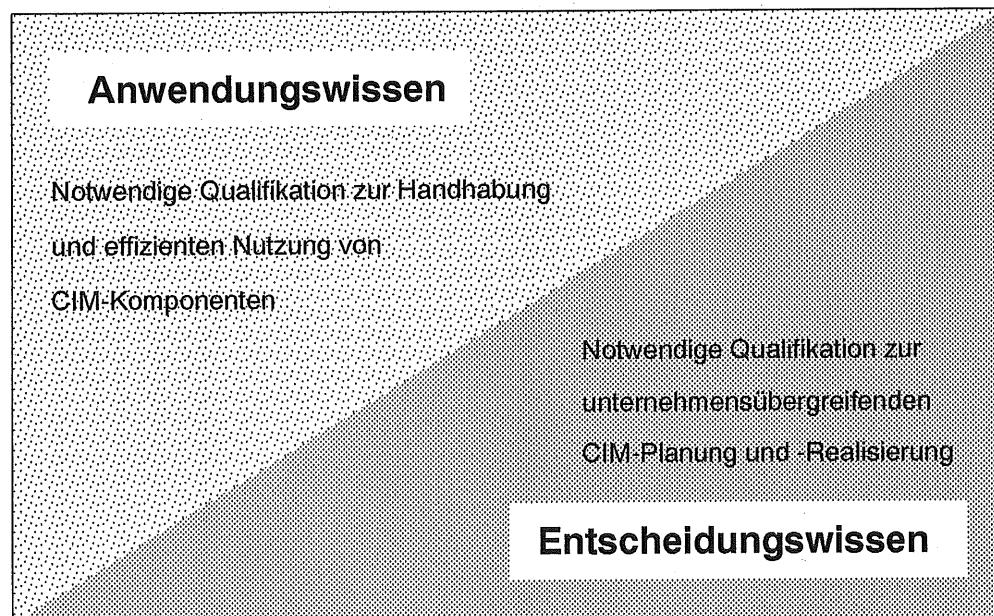 Anwendungswissen
Notwendige Qualifikation zur Handhabung
und effizienten Nutzung von
CIM-Komponenten
Notwendige Qualifikation zur
unternehmensübergreifenden
CIM-Planung und -Realisierung
Entscheidungswissen